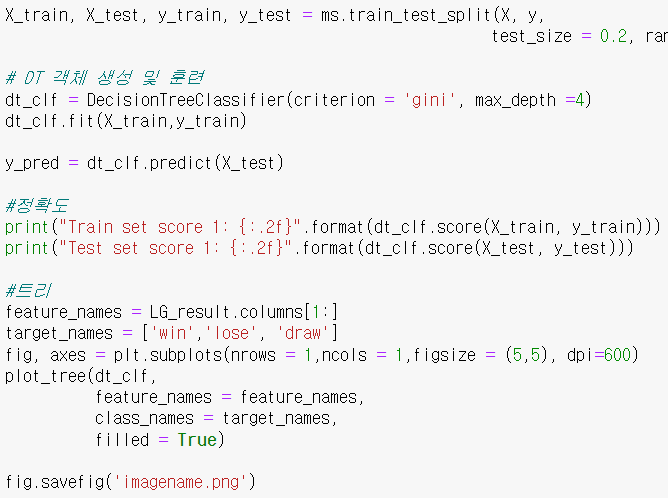 X_train, X_test, y_train, y_test = ms.train_test_split(X, y,
test_size = 0.2, ran
# DT 객체 생성 및 훈련
dt_clf = DecisionTreeClassifier(criterion = 'gini', max_depth =4)
dt_clf.fit(X_train,y_train)
y_pred = dt_clf.predict(X_test)
#정확도
print("Train set score 1: {:.2f}".format(dt_clf.score(X_train, y_train)))
print("Test set score 1: {:.2f}".format(dt_clf.score(X_test, y_test)))
#트리
feature_names = LG_result.columns[1:]
target_names = ['win','lose', 'draw']
fig, axes = plt.subplots(nrows = 1,ncols = 1,figsize = (5,5), dpi=600)
plot_tree(dt_clf,
feature_names = feature_names,
class_names = target_names,
filled = True)
fig.savefig('imagename.png')